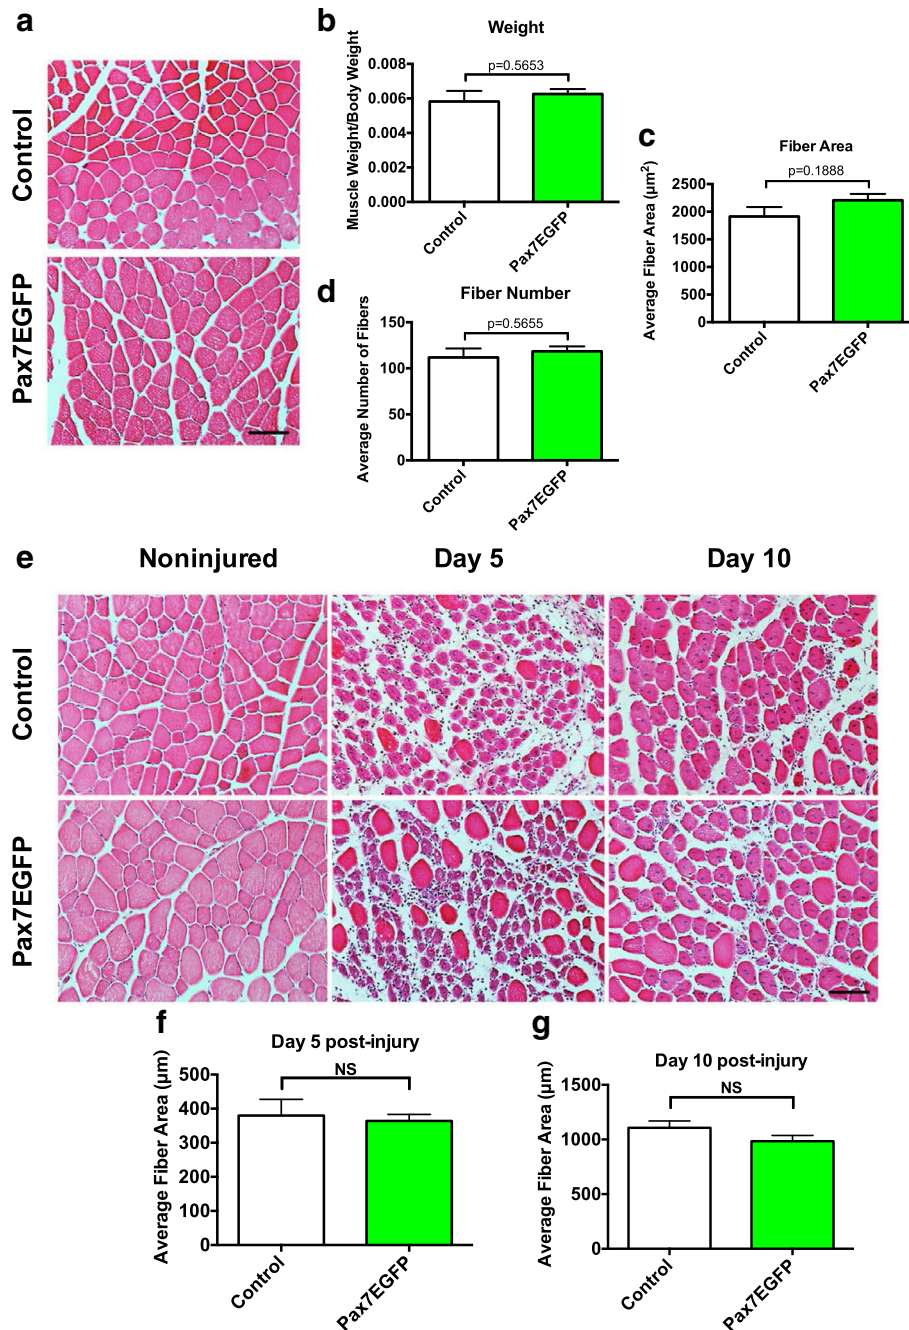 a
Control
Pax7EGFP
b
Weight
Muscle Weight/Body Weight
0.008
0.006
0.004
0.002
0.000
p=0.5653
Control
Pax7EGFP
c
Fiber Area
Average Fiber Area (µm²)
2500
2000
1500
1000
500
0
p=0.1888
Control
Pax7EGFP
d
Fiber Number
Average Number of Fibers
150
100
50
0
p=0.5655
Control
Pax7EGFP
e
Noninjured
Day 5
Day 10
Control
Pax7EGFP
f
Day 5 post-injury
Average Fiber Area (µm)
500
400
300
200
100
0
NS
Control
Pax7EGFP
g
Day 10 post-injury
Average Fiber Area (µm)
1500
1000
500
0
NS
Control
Pax7EGFP